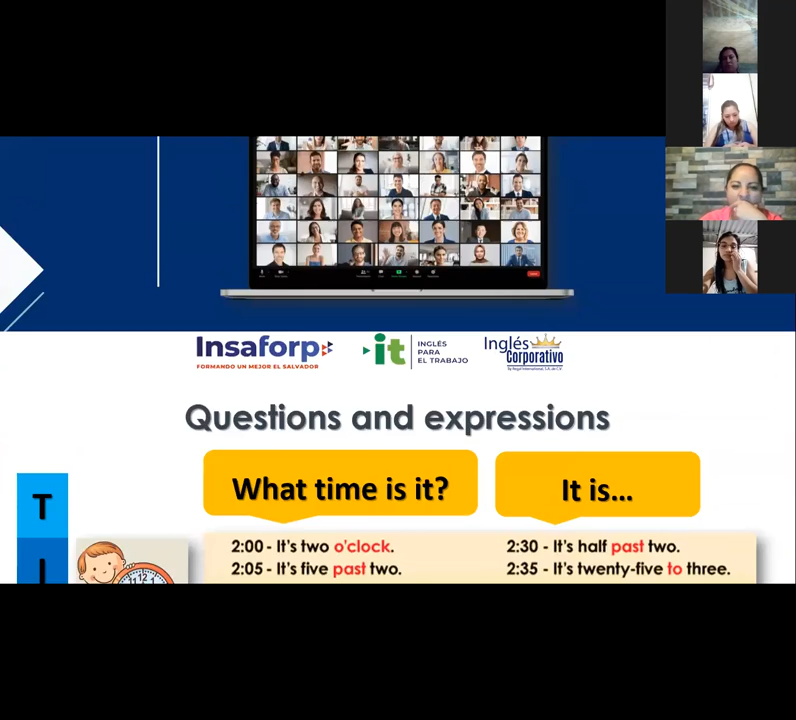 Insaforp
FORMANDO UN MEJOR EL SALVADOR
it
INGLÉS
PARA
EL TRABAJO
Inglés
Corporativo
Questions and expressions
What time is it?
It is...
T
I
2:00 - It's two o'clock.
2:05 - It's five past two.
2:30 - It's half past two.
2:35 - It's twenty-five to three.